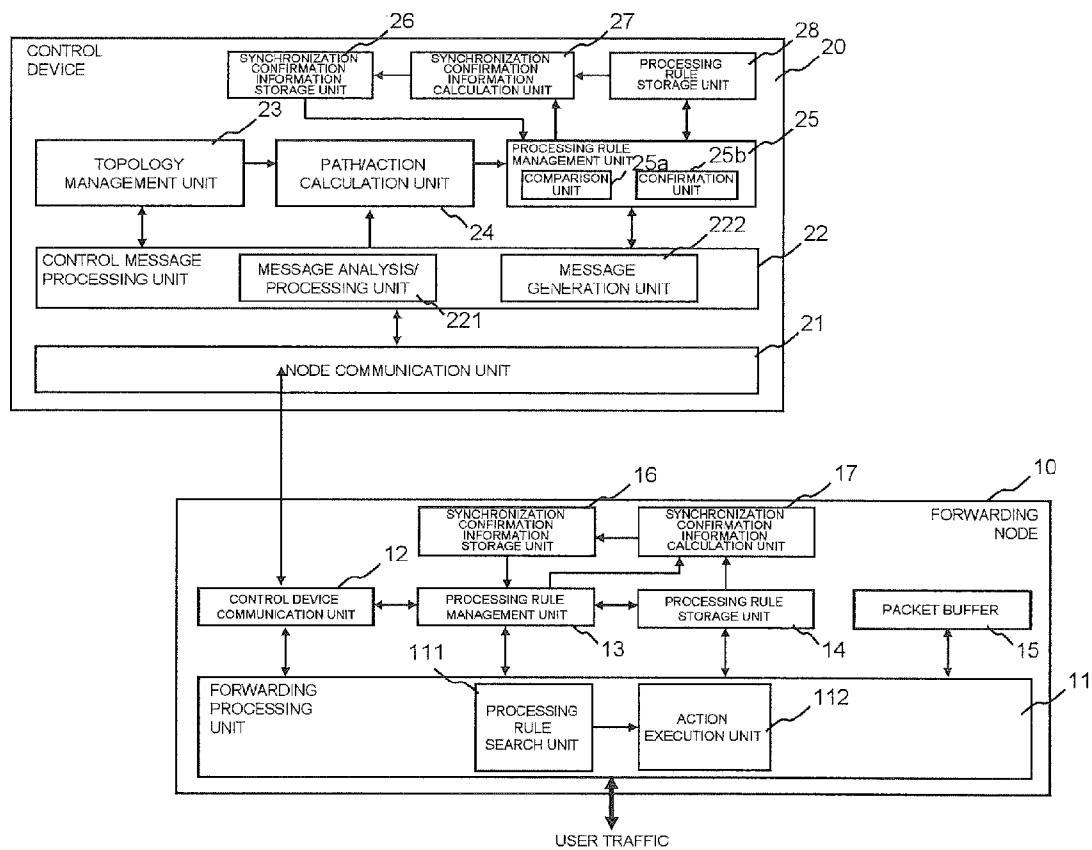 26
27
28
20
CONTROL
DEVICE
SYNCHRONIZATION
CONFIRMATION
INFORMATION
STORAGE UNIT
SYNCHRONIZATION
CONFIRMATION
INFORMATION
CALCULATION UNIT
PROCESSING
RULE
STORAGE UNIT
23
25
TOPOLOGY
MANAGEMENT UNIT
PATH/ACTION
CALCULATION UNIT
24
PROCESSING RULE
MANAGEMENT UNIT
25a
25b
COMPARISON
UNIT
CONFIRMATION
UNIT
222
22
CONTROL MESSAGE
PROCESSING UNIT
MESSAGE ANALYSIS/
PROCESSING UNIT
221
MESSAGE
GENERATION UNIT
21
NODE COMMUNICATION UNIT
16
17
10
FORWARDING
NODE
SYNCHRONIZATION
CONFIRMATION
INFORMATION
STORAGE UNIT
SYNCHRONIZATION
CONFIRMATION
INFORMATION
CALCULATION UNIT
12
CONTROL DEVICE
COMMUNICATION UNIT
PROCESSING RULE
MANAGEMENT UNIT
13
PROCESSING RULE
STORAGE UNIT
14
PACKET BUFFER
15
111
112
11
FORWARDING
PROCESSING
UNIT
PROCESSING
RULE
SEARCH UNIT
ACTION
EXECUTION UNIT
USER TRAFFIC